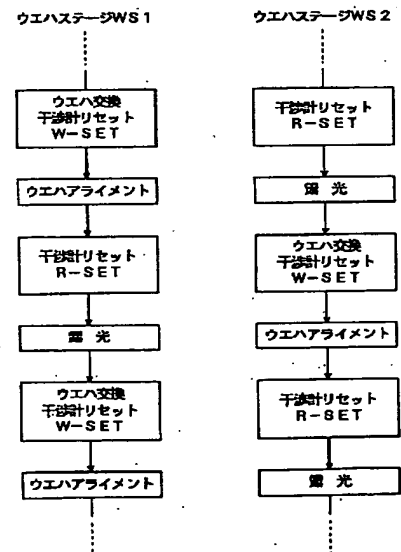 ウエハステージWS1
ウエハ交換
干渉計リセット
W-SET
ウエハアライメント
干渉計リセット
R-SET
露 光
ウエハ交換
干渉計リセット
W-SET
ウエハアライメント
ウエハステージWS2
干渉計リセット
R-SET
露 光
ウエハ交換
干渉計リセット
W-SET
ウエハアライメント
干渉計リセット
R-SET
露 光